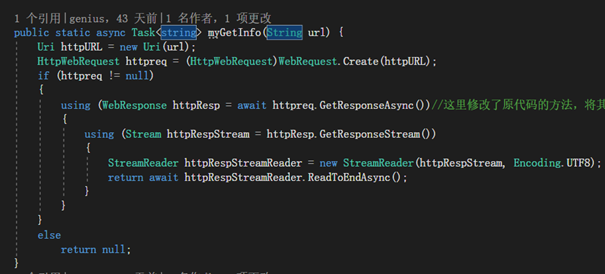 1 个引用|genius，43 天前|1 名作者，1 项更改
public static async Task<string> myGetInfo(String url) {
Uri httpURL = new Uri(url);
HttpWebRequest httpreq = (HttpWebRequest)WebRequest.Create(httpURL);
if (httpreq != null)
{
using (WebResponse httpResp = await httpreq.GetResponseAsync())//这里修改了原代码的方法，将其
{
using (Stream httpRespStream = httpResp.GetResponseStream())
{
StreamReader httpRespStreamReader = new StreamReader(httpRespStream, Encoding.UTF8);
return await httpRespStreamReader.ReadToEndAsync();
}
}
}
else
return null;
}